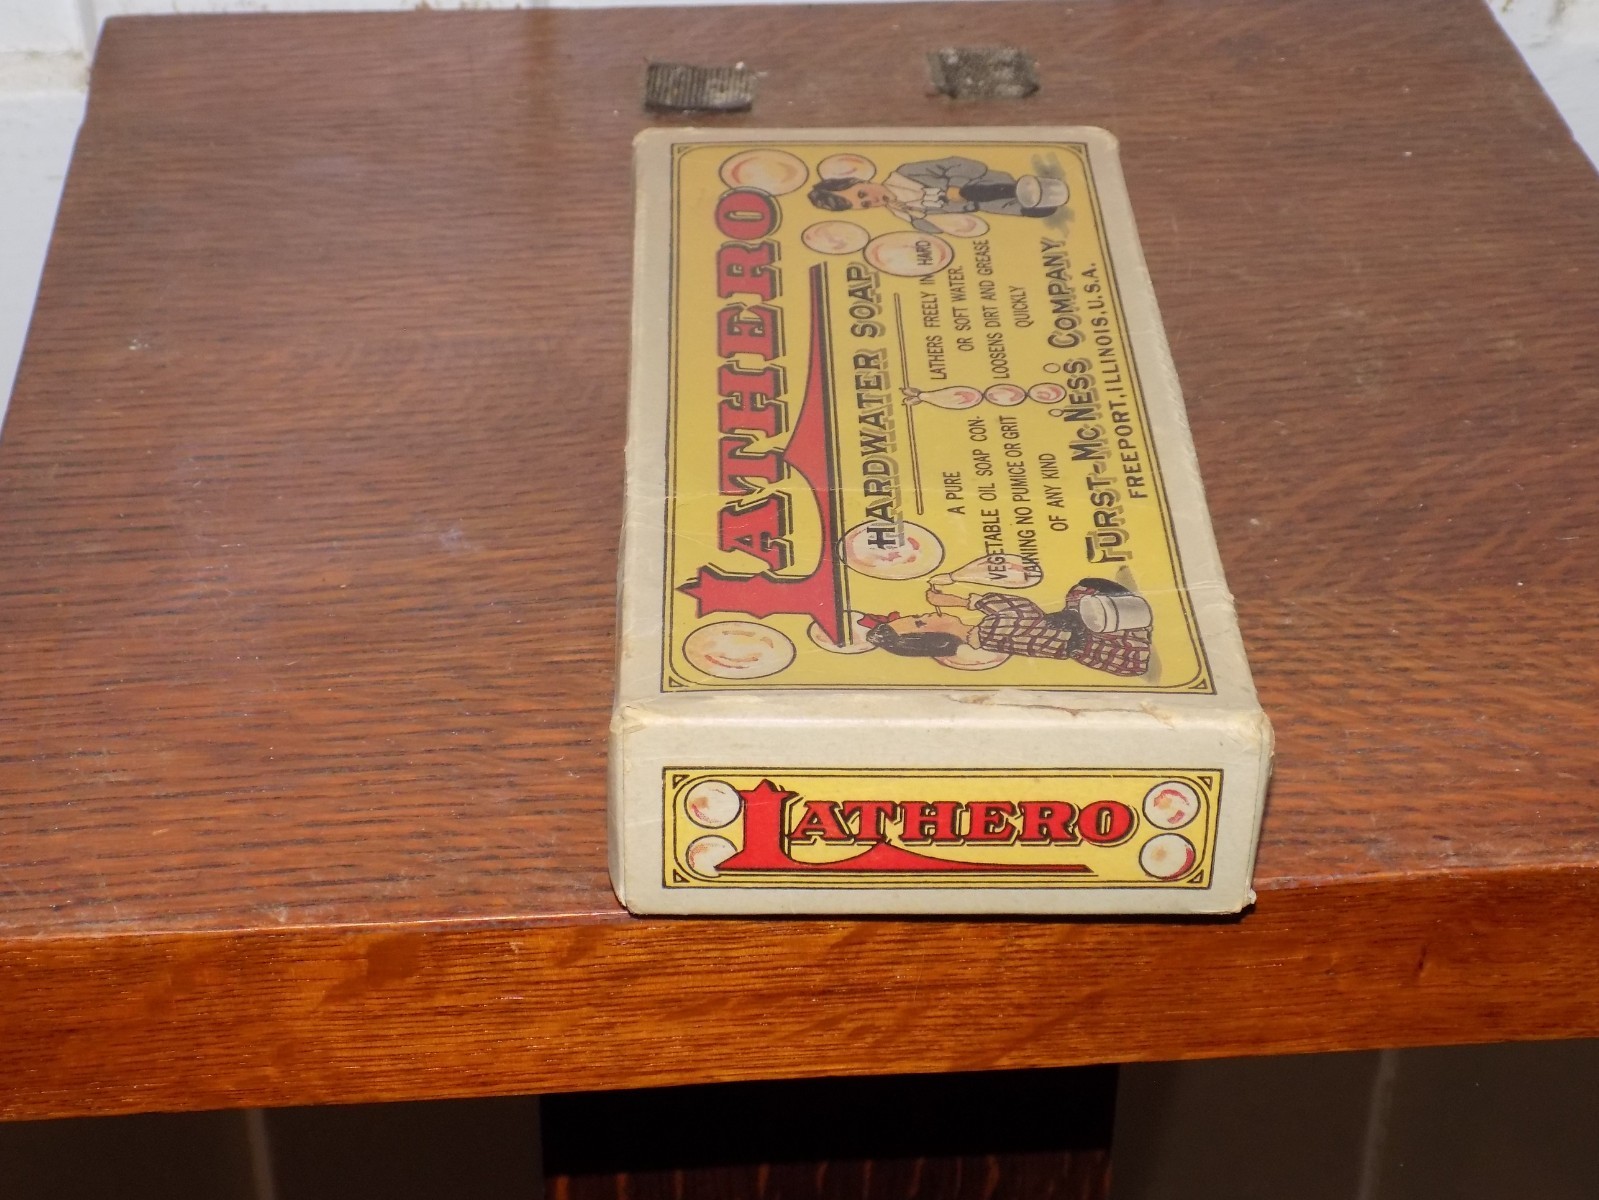 LATHERO
HARDWATER SOAP
A PURE
VEGETABLE OIL SOAP CON-
TAINING NO PUMICE OR GRIT
OF ANY KIND
LATHERS FREELY IN HARD
OR SOFT WATER.
LOOSENS DIRT AND GREASE
QUICKLY
FURST-MCNESS COMPANY
FREEPORT, ILLINOIS, U.S.A.
LATHERO